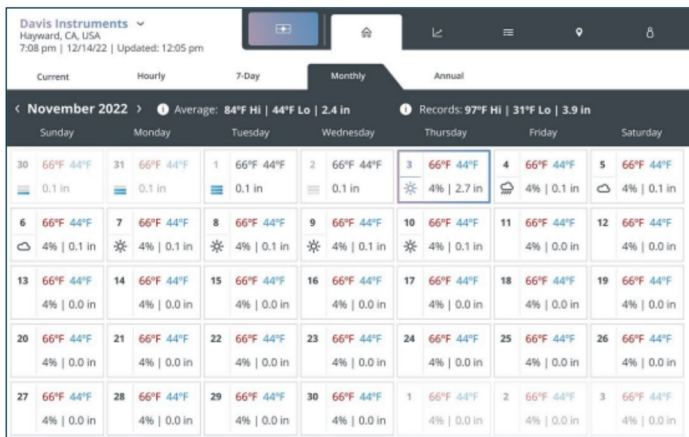 Davis Instruments
Hayward, CA, USA
7:08 pm | 12/14/22 | Updated: 12:05 pm
Current Hourly 7-Day Monthly Annual
< November 2022 > i Average: 84°F Hi | 44°F Lo | 2.4 in i Records: 97°F Hi | 31°F Lo | 3.9 in
Sunday Monday Tuesday Wednesday Thursday Friday Saturday
30 66°F 44°F 31 66°F 44°F 1 66°F 44°F 2 66°F 44°F 3 66°F 44°F 4 66°F 44°F 5 66°F 44°F
0.1 in 0.1 in 0.1 in 0.1 in 4% | 2.7 in 4% | 0.1 in 4% | 0.1 in
6 66°F 44°F 7 66°F 44°F 8 66°F 44°F 9 66°F 44°F 10 66°F 44°F 11 66°F 44°F 12 66°F 44°F
4% | 0.1 in 4% | 0.1 in 4% | 0.1 in 4% | 0.1 in 4% | 0.1 in 4% | 0.0 in 4% | 0.0 in
13 66°F 44°F 14 66°F 44°F 15 66°F 44°F 16 66°F 44°F 17 66°F 44°F 18 66°F 44°F 19 66°F 44°F
4% | 0.0 in 4% | 0.0 in 4% | 0.0 in 4% | 0.0 in 4% | 0.0 in 4% | 0.0 in 4% | 0.0 in
20 66°F 44°F 21 66°F 44°F 22 66°F 44°F 23 66°F 44°F 24 66°F 44°F 25 66°F 44°F 26 66°F 44°F
4% | 0.0 in 4% | 0.0 in 4% | 0.0 in 4% | 0.0 in 4% | 0.0 in 4% | 0.0 in 4% | 0.0 in
27 66°F 44°F 28 66°F 44°F 29 66°F 44°F 30 66°F 44°F 1 66°F 44°F 2 66°F 44°F 3 66°F 44°F
4% | 0.0 in 4% | 0.0 in 4% | 0.0 in 4% | 0.0 in 4% | 0.0 in 4% | 0.0 in 4% | 0.0 in